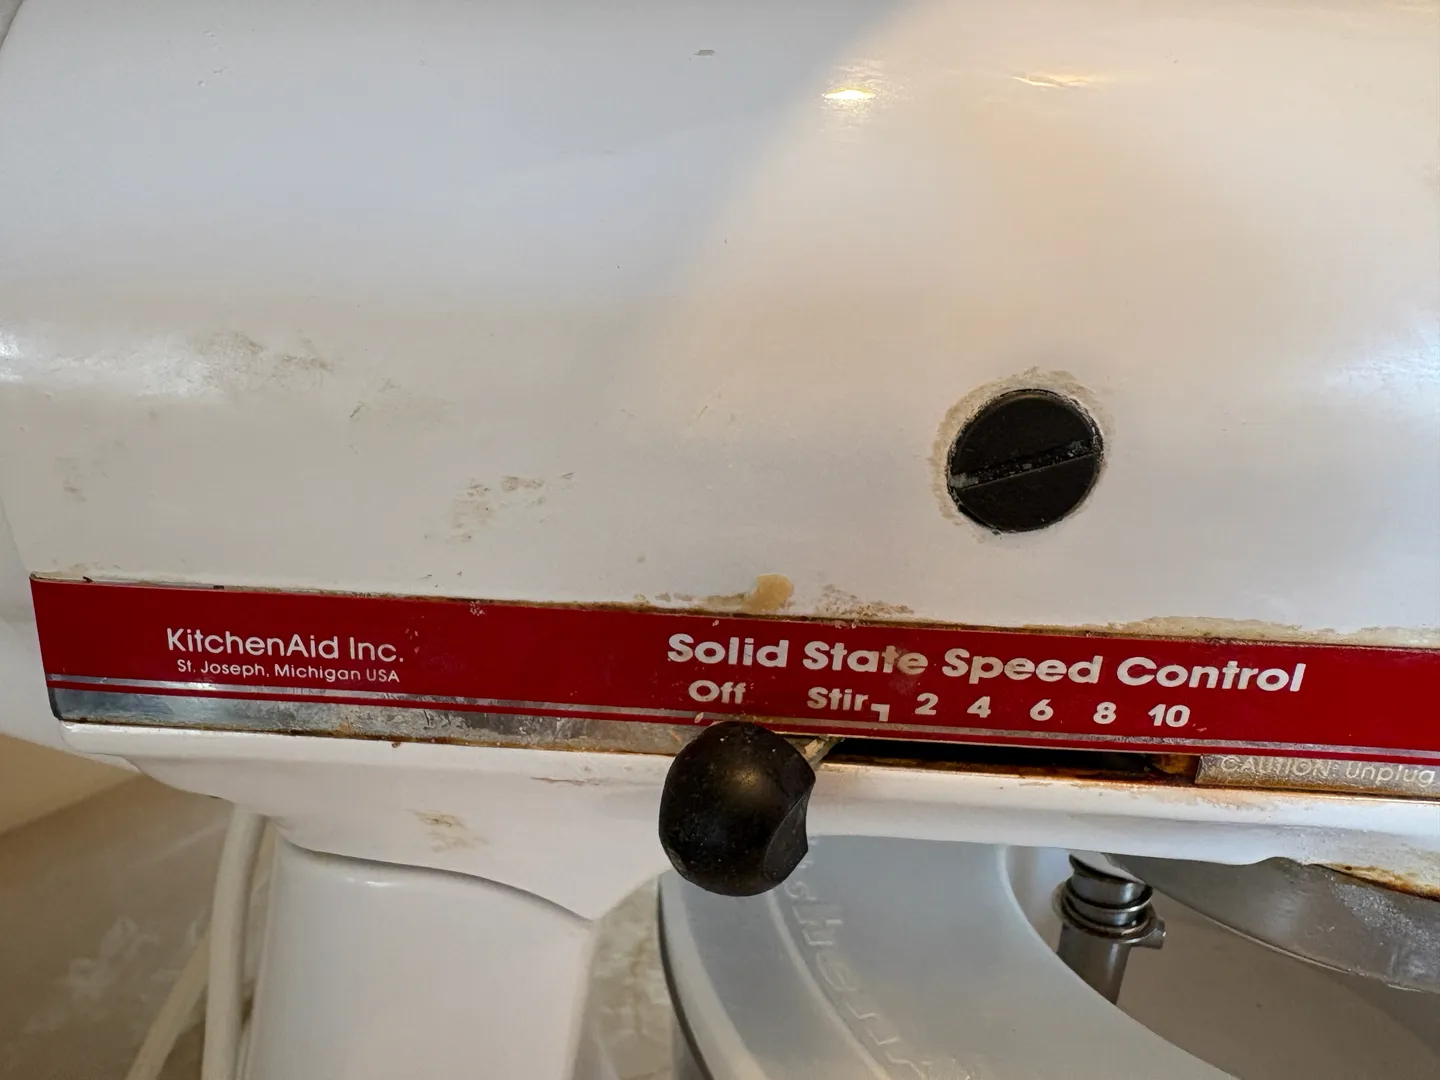 KitchenAid Inc.
St. Joseph, Michigan USA
Solid State Speed Control
Off Stir 2 4 6 8 10
CAUTION: unplug